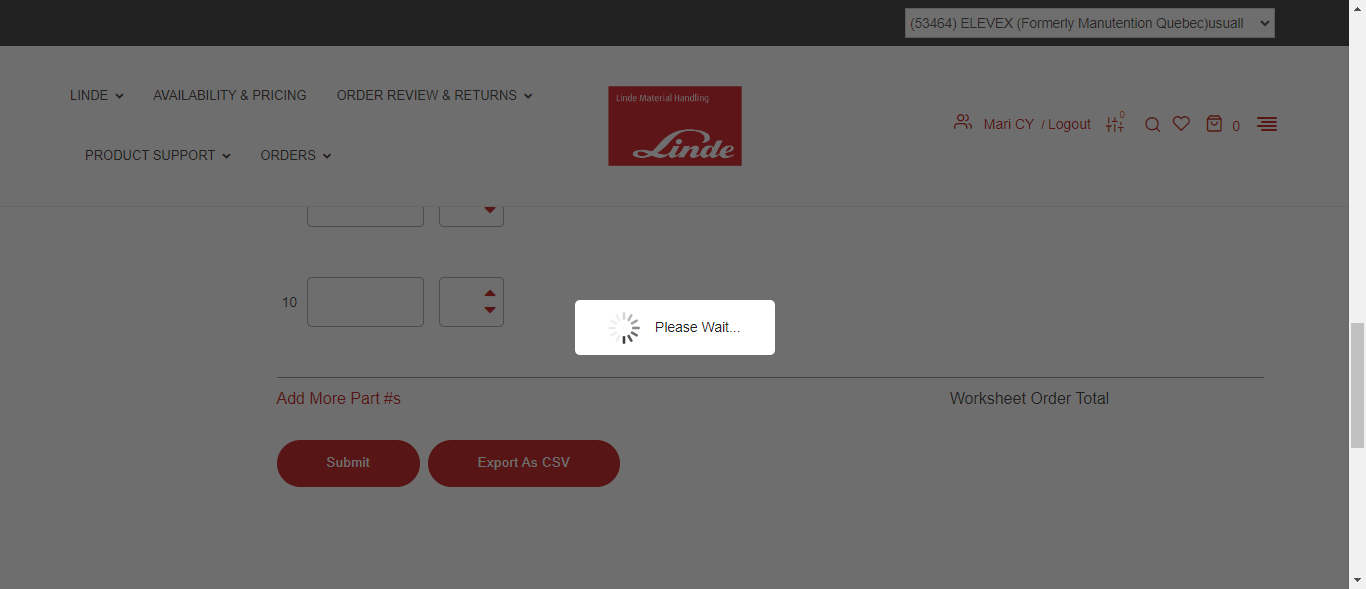 (53464) ELEVEX (Formerly Manutention Quebec)usuall
LINDE
AVAILABILITY & PRICING
ORDER REVIEW & RETURNS
PRODUCT SUPPORT
ORDERS
Linde Material Handling
Linde
Mari CY / Logout
0
0
10
Please Wait...
Add More Part #s
Worksheet Order Total
Submit
Export As CSV